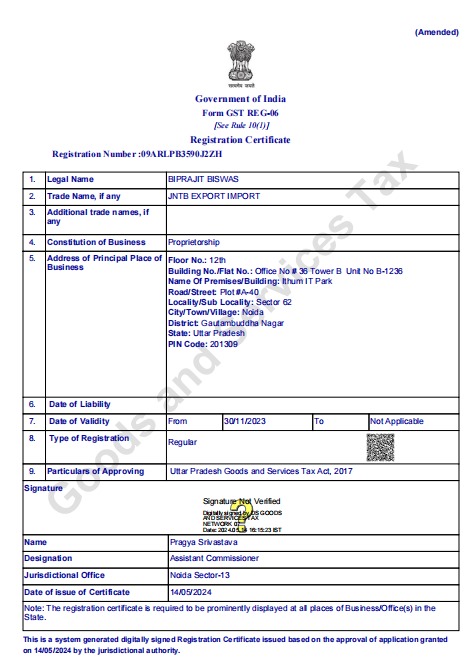 (Amended)
सत्यमेव जयते
Government of India
Form GST REG-06
[See Rule 10(1)]
Registration Certificate
Registration Number :09ARLPB3590J2ZH
1. Legal Name BIPRAJIT BISWAS
2. Trade Name, if any JNTB EXPORT IMPORT
3. Additional trade names, if any
4. Constitution of Business Proprietorship
5. Address of Principal Place of Business
Floor No.: 12th
Building No./Flat No.: Office No # 36 Tower B Unit No B-1236
Name Of Premises/Building: Ithum IT Park
Road/Street: Plot #A-40
Locality/Sub Locality: Sector 62
City/Town/Village: Noida
District: Gautambuddha Nagar
State: Uttar Pradesh
PIN Code: 201309
6. Date of Liability
7. Date of Validity From 30/11/2023 To Not Applicable
8. Type of Registration Regular
9. Particulars of Approving Uttar Pradesh Goods and Services Tax Act, 2017
Signature
Signature Not Verified
Digitally signed by DS GOODS
AND SERVICES TAX
NETWORK 07
Date: 2024.05.14 16:15:23 IST
Name Pragya Srivastava
Designation Assistant Commissioner
Jurisdictional Office Noida Sector-13
Date of issue of Certificate 14/05/2024
Note: The registration certificate is required to be prominently displayed at all places of Business/Office(s) in the
State.
This is a system generated digitally signed Registration Certificate issued based on the approval of application granted
on 14/05/2024 by the jurisdictional authority.
Goods and Services Tax